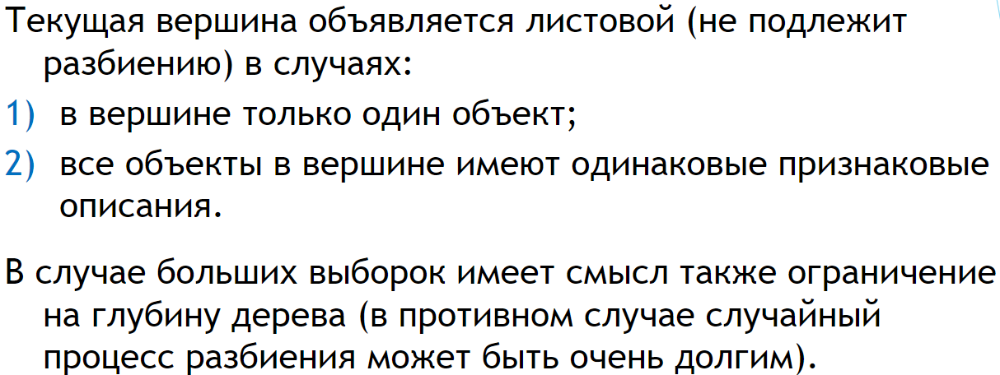 Текущая вершина объявляется листовой (не подлежит
разбиению) в случаях:
1) в вершине только один объект;
2) все объекты в вершине имеют одинаковые признаковые
описания.
В случае больших выборок имеет смысл также ограничение
на глубину дерева (в противном случае случайный
процесс разбиения может быть очень долгим).